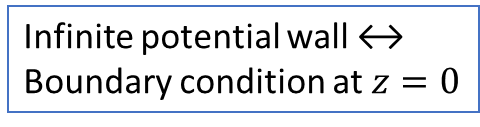 Infinite potential wall ↔
Boundary condition at z = 0